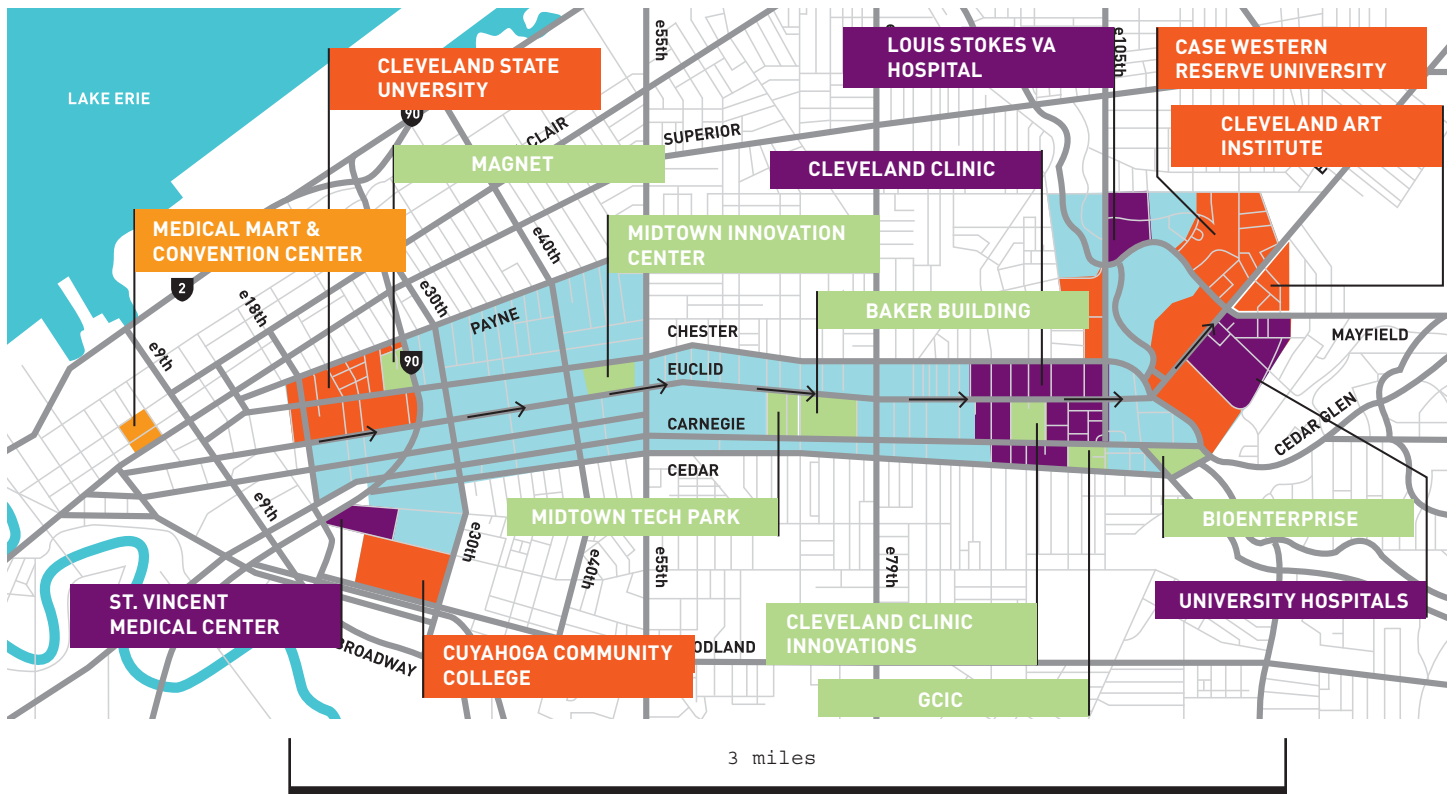 LAKE ERIE
CLEVELAND STATE
UNVERSITY
e55th
LOUIS STOKES VA
HOSPITAL
e105th
CASE WESTERN
RESERVE UNIVERSITY
90
CLAIR
SUPERIOR
CLEVELAND ART
INSTITUTE
MAGNET
CLEVELAND CLINIC
MEDICAL MART &
CONVENTION CENTER
e40th
MIDTOWN INNOVATION
CENTER
2
e18th
e30th
PAYNE
BAKER BUILDING
CHESTER
MAYFIELD
e9th
90
EUCLID
CARNEGIE
CEDAR GLEN
CEDAR
e9th
MIDTOWN TECH PARK
BIOENTERPRISE
e30th
e40th
e55th
e79th
ST. VINCENT
MEDICAL CENTER
UNIVERSITY HOSPITALS
CLEVELAND CLINIC
INNOVATIONS
BROADWAY
CUYAHOGA COMMUNITY
COLLEGE
ODLAND
GCIC
3 miles